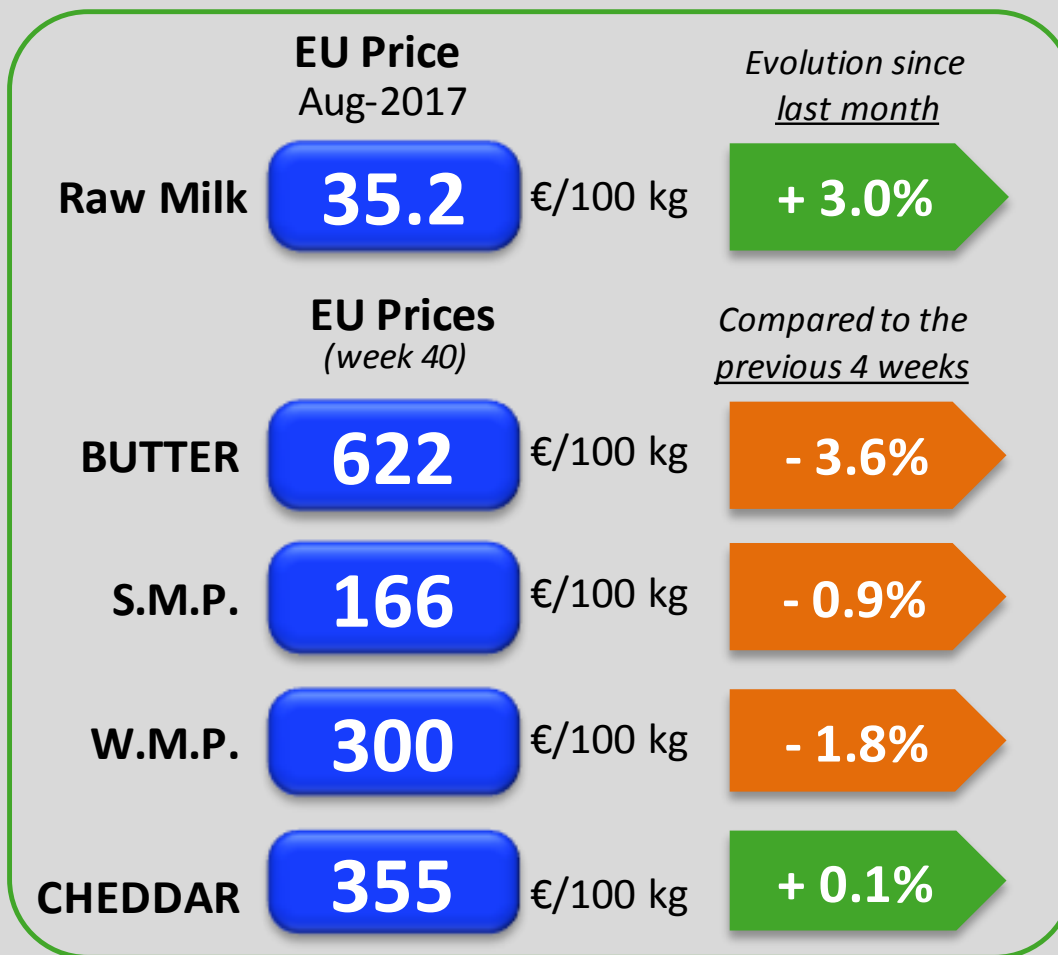 EU Price
Aug-2017
Evolution since
last month
Raw Milk 35.2 €/100 kg + 3.0%
EU Prices
(week 40)
Compared to the
previous 4 weeks
BUTTER 622 €/100 kg - 3.6%
S.M.P. 166 €/100 kg - 0.9%
W.M.P. 300 €/100 kg - 1.8%
CHEDDAR 355 €/100 kg + 0.1%